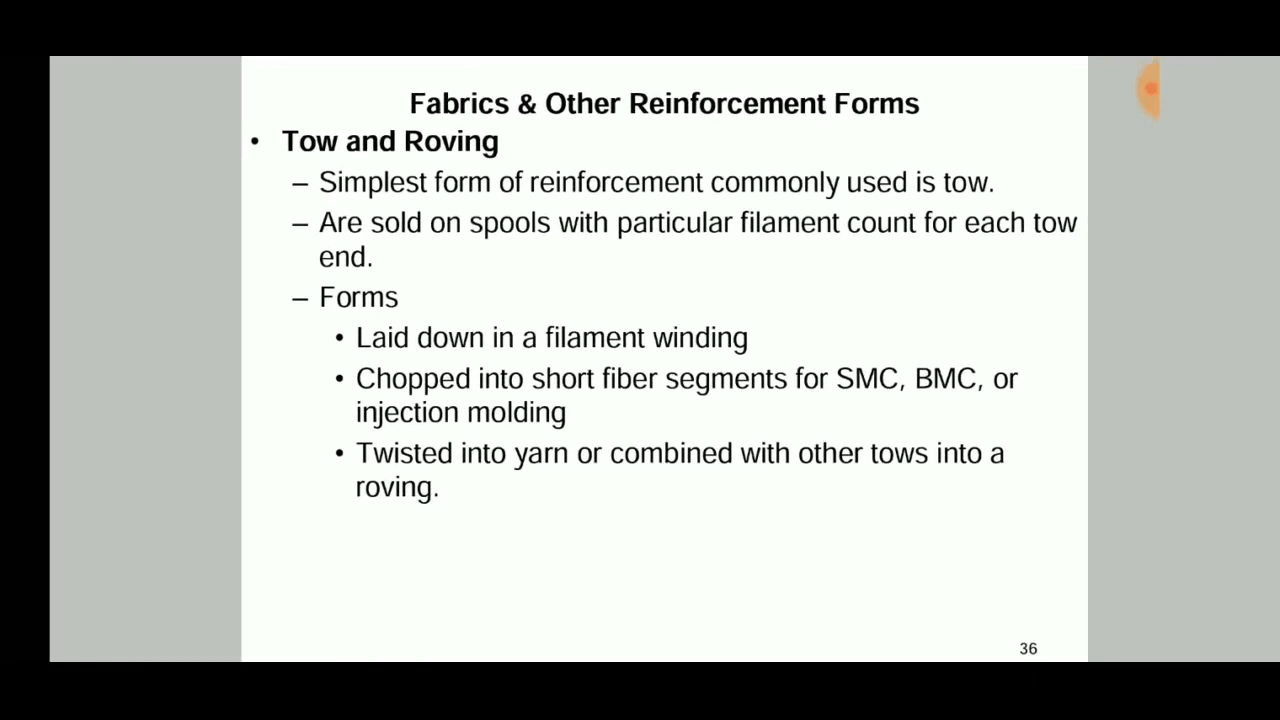 Fabrics & Other Reinforcement Forms
• Tow and Roving
– Simplest form of reinforcement commonly used is tow.
– Are sold on spools with particular filament count for each tow
end.
– Forms
• Laid down in a filament winding
• Chopped into short fiber segments for SMC, BMC, or
injection molding
• Twisted into yarn or combined with other tows into a
roving.
36